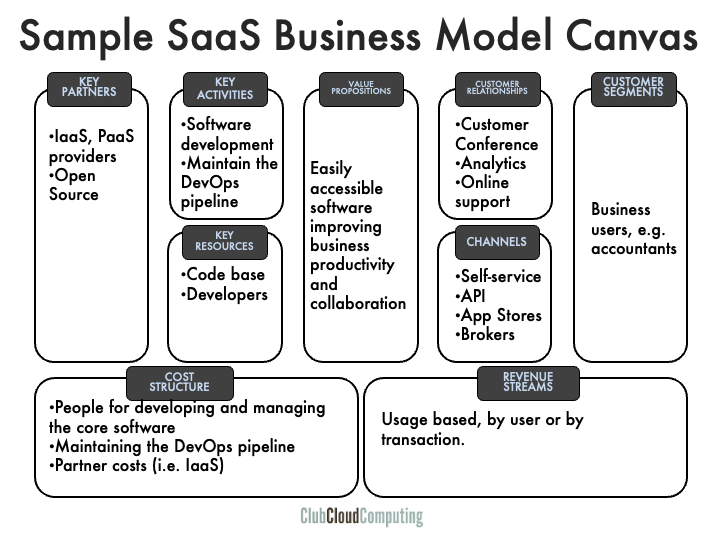 Sample SaaS Business Model Canvas
KEY
PARTNERS
•IaaS, PaaS
providers
•Open
Source
KEY
ACTIVITIES
•Software
development
•Maintain the
DevOps
pipeline
KEY
RESOURCES
•Code base
•Developers
VALUE
PROPOSITIONS
Easily
accessible
software
improving
business
productivity
and
collaboration
CUSTOMER
RELATIONSHIPS
•Customer
Conference
•Analytics
•Online
support
CHANNELS
•Self-service
•API
•App Stores
•Brokers
CUSTOMER
SEGMENTS
Business
users, e.g.
accountants
COST
STRUCTURE
•People for developing and managing
the core software
•Maintaining the DevOps pipeline
•Partner costs (i.e. IaaS)
REVENUE
STREAMS
Usage based, by user or by
transaction.
ClubCloudComputing